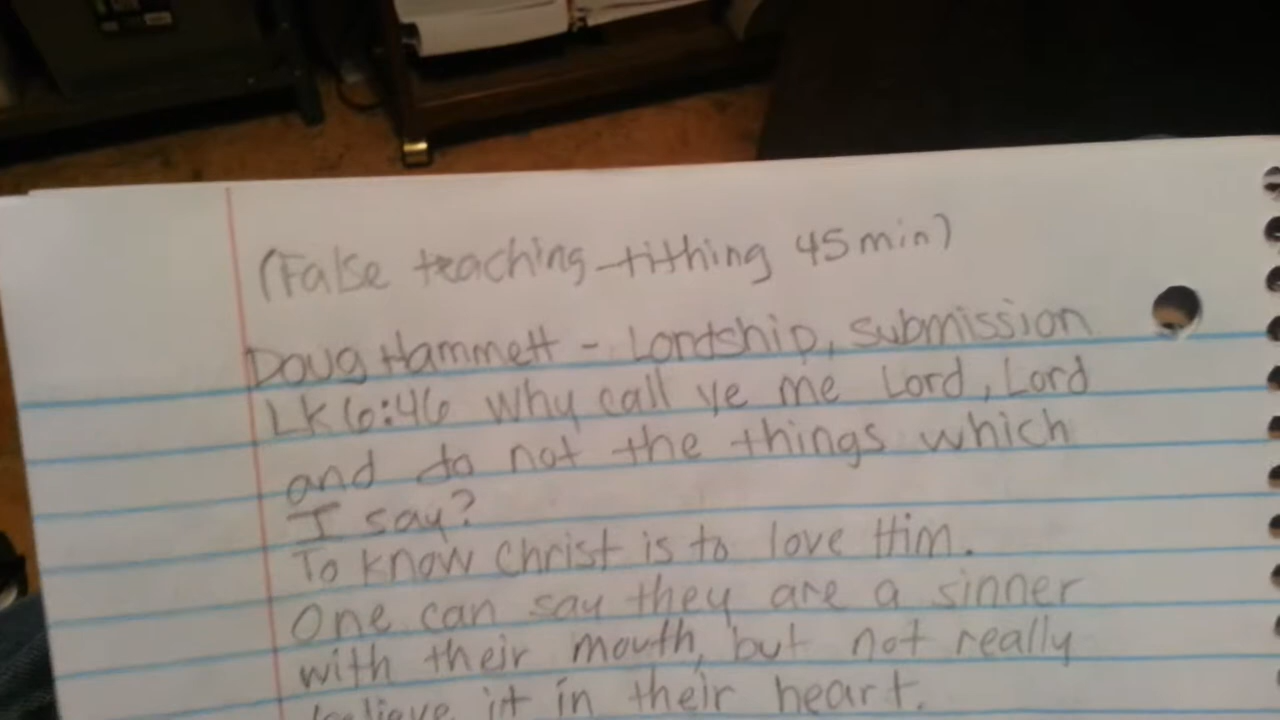 (False teaching - tithing 45 min)
Doug Hammett - Lordship, submission
LK 6:46 Why call ye me Lord, Lord
and do not the things which
I say?
To know Christ is to love Him.
One can say they are a sinner
with their mouth, but not really
believe it in their heart.